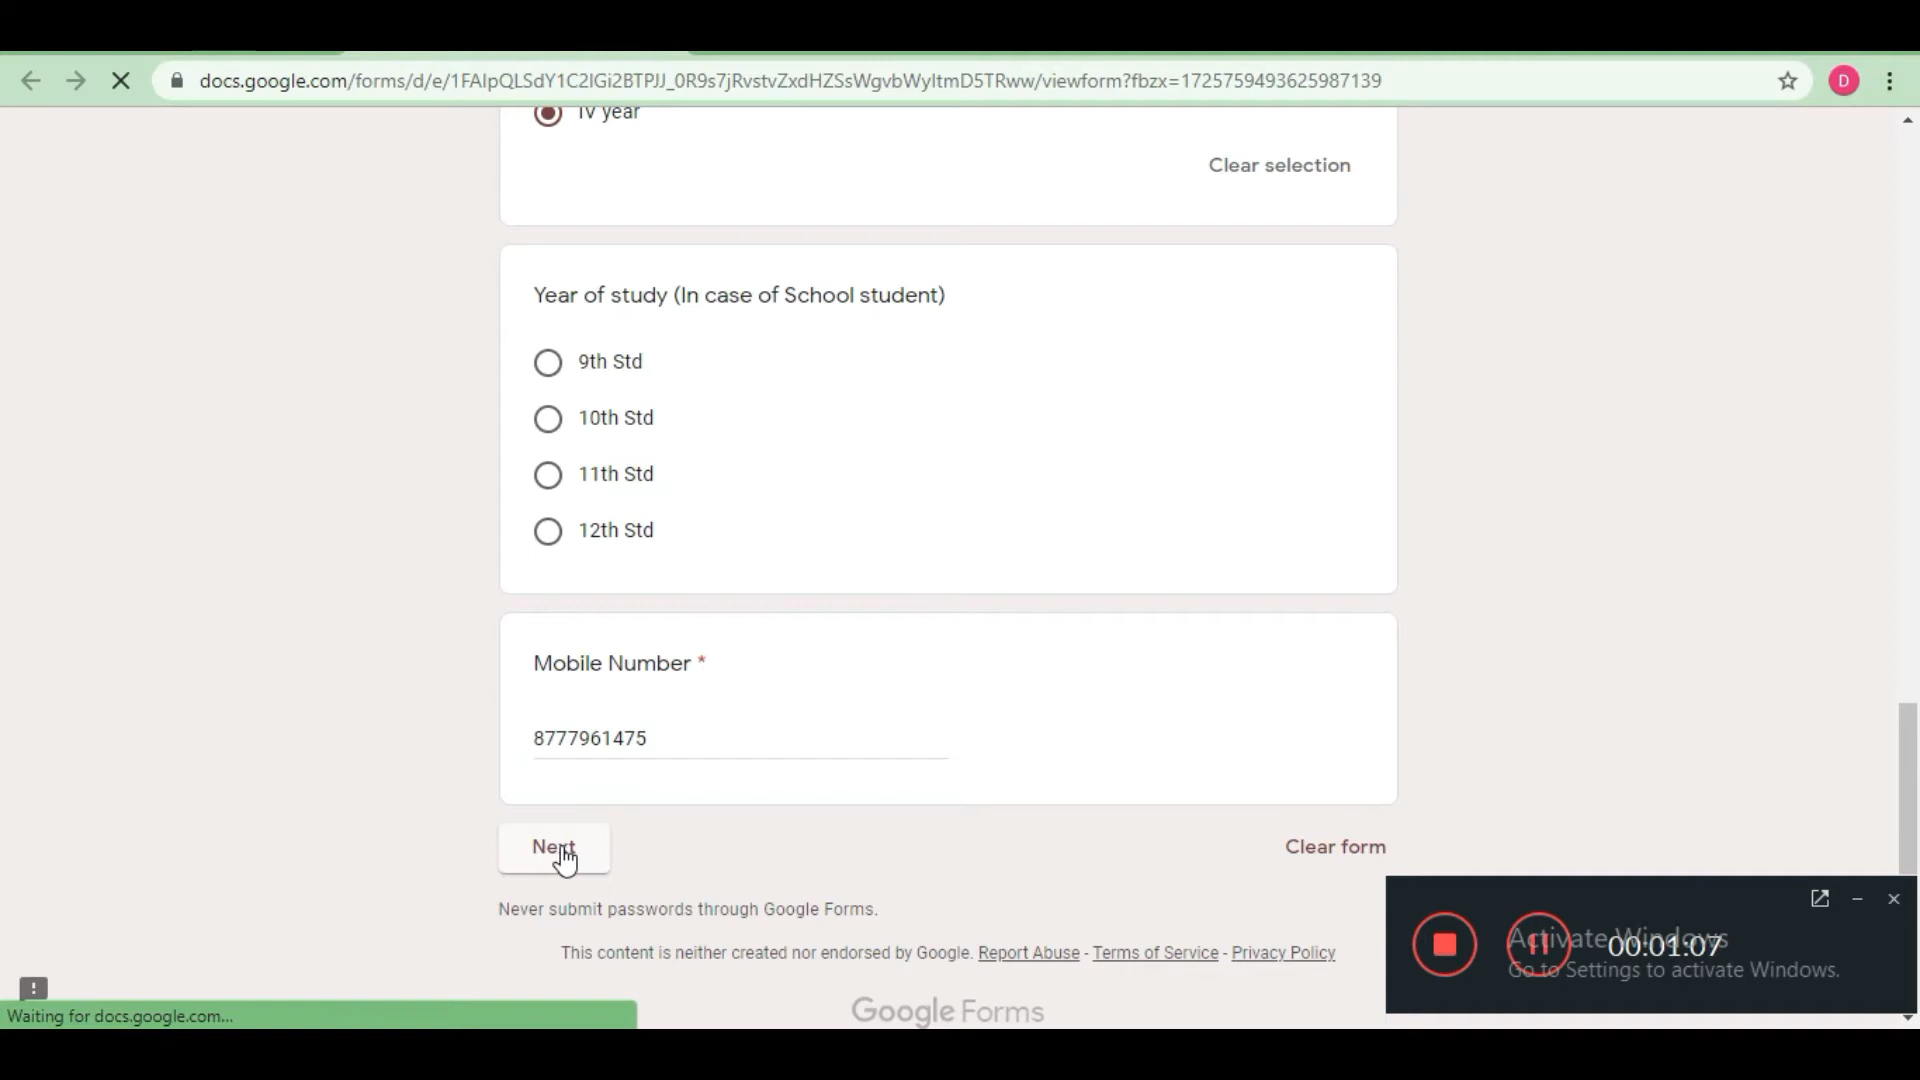 docs.google.com/forms/d/e/1FAIpQLSdY1C2IGi2BTPJJ_0R9s7jRvstvZxdHZSsWgvbWyltmD5TRww/viewform?fbzx=1725759493625987139
D
IV year
Clear selection
Year of study (In case of School student)
9th Std
10th Std
11th Std
12th Std
Mobile Number *
8777961475
Next
Clear form
Never submit passwords through Google Forms.
This content is neither created nor endorsed by Google. Report Abuse - Terms of Service - Privacy Policy
Google Forms
Activate Windows
00:01:07
Go to Settings to activate Windows.
Waiting for docs.google.com...